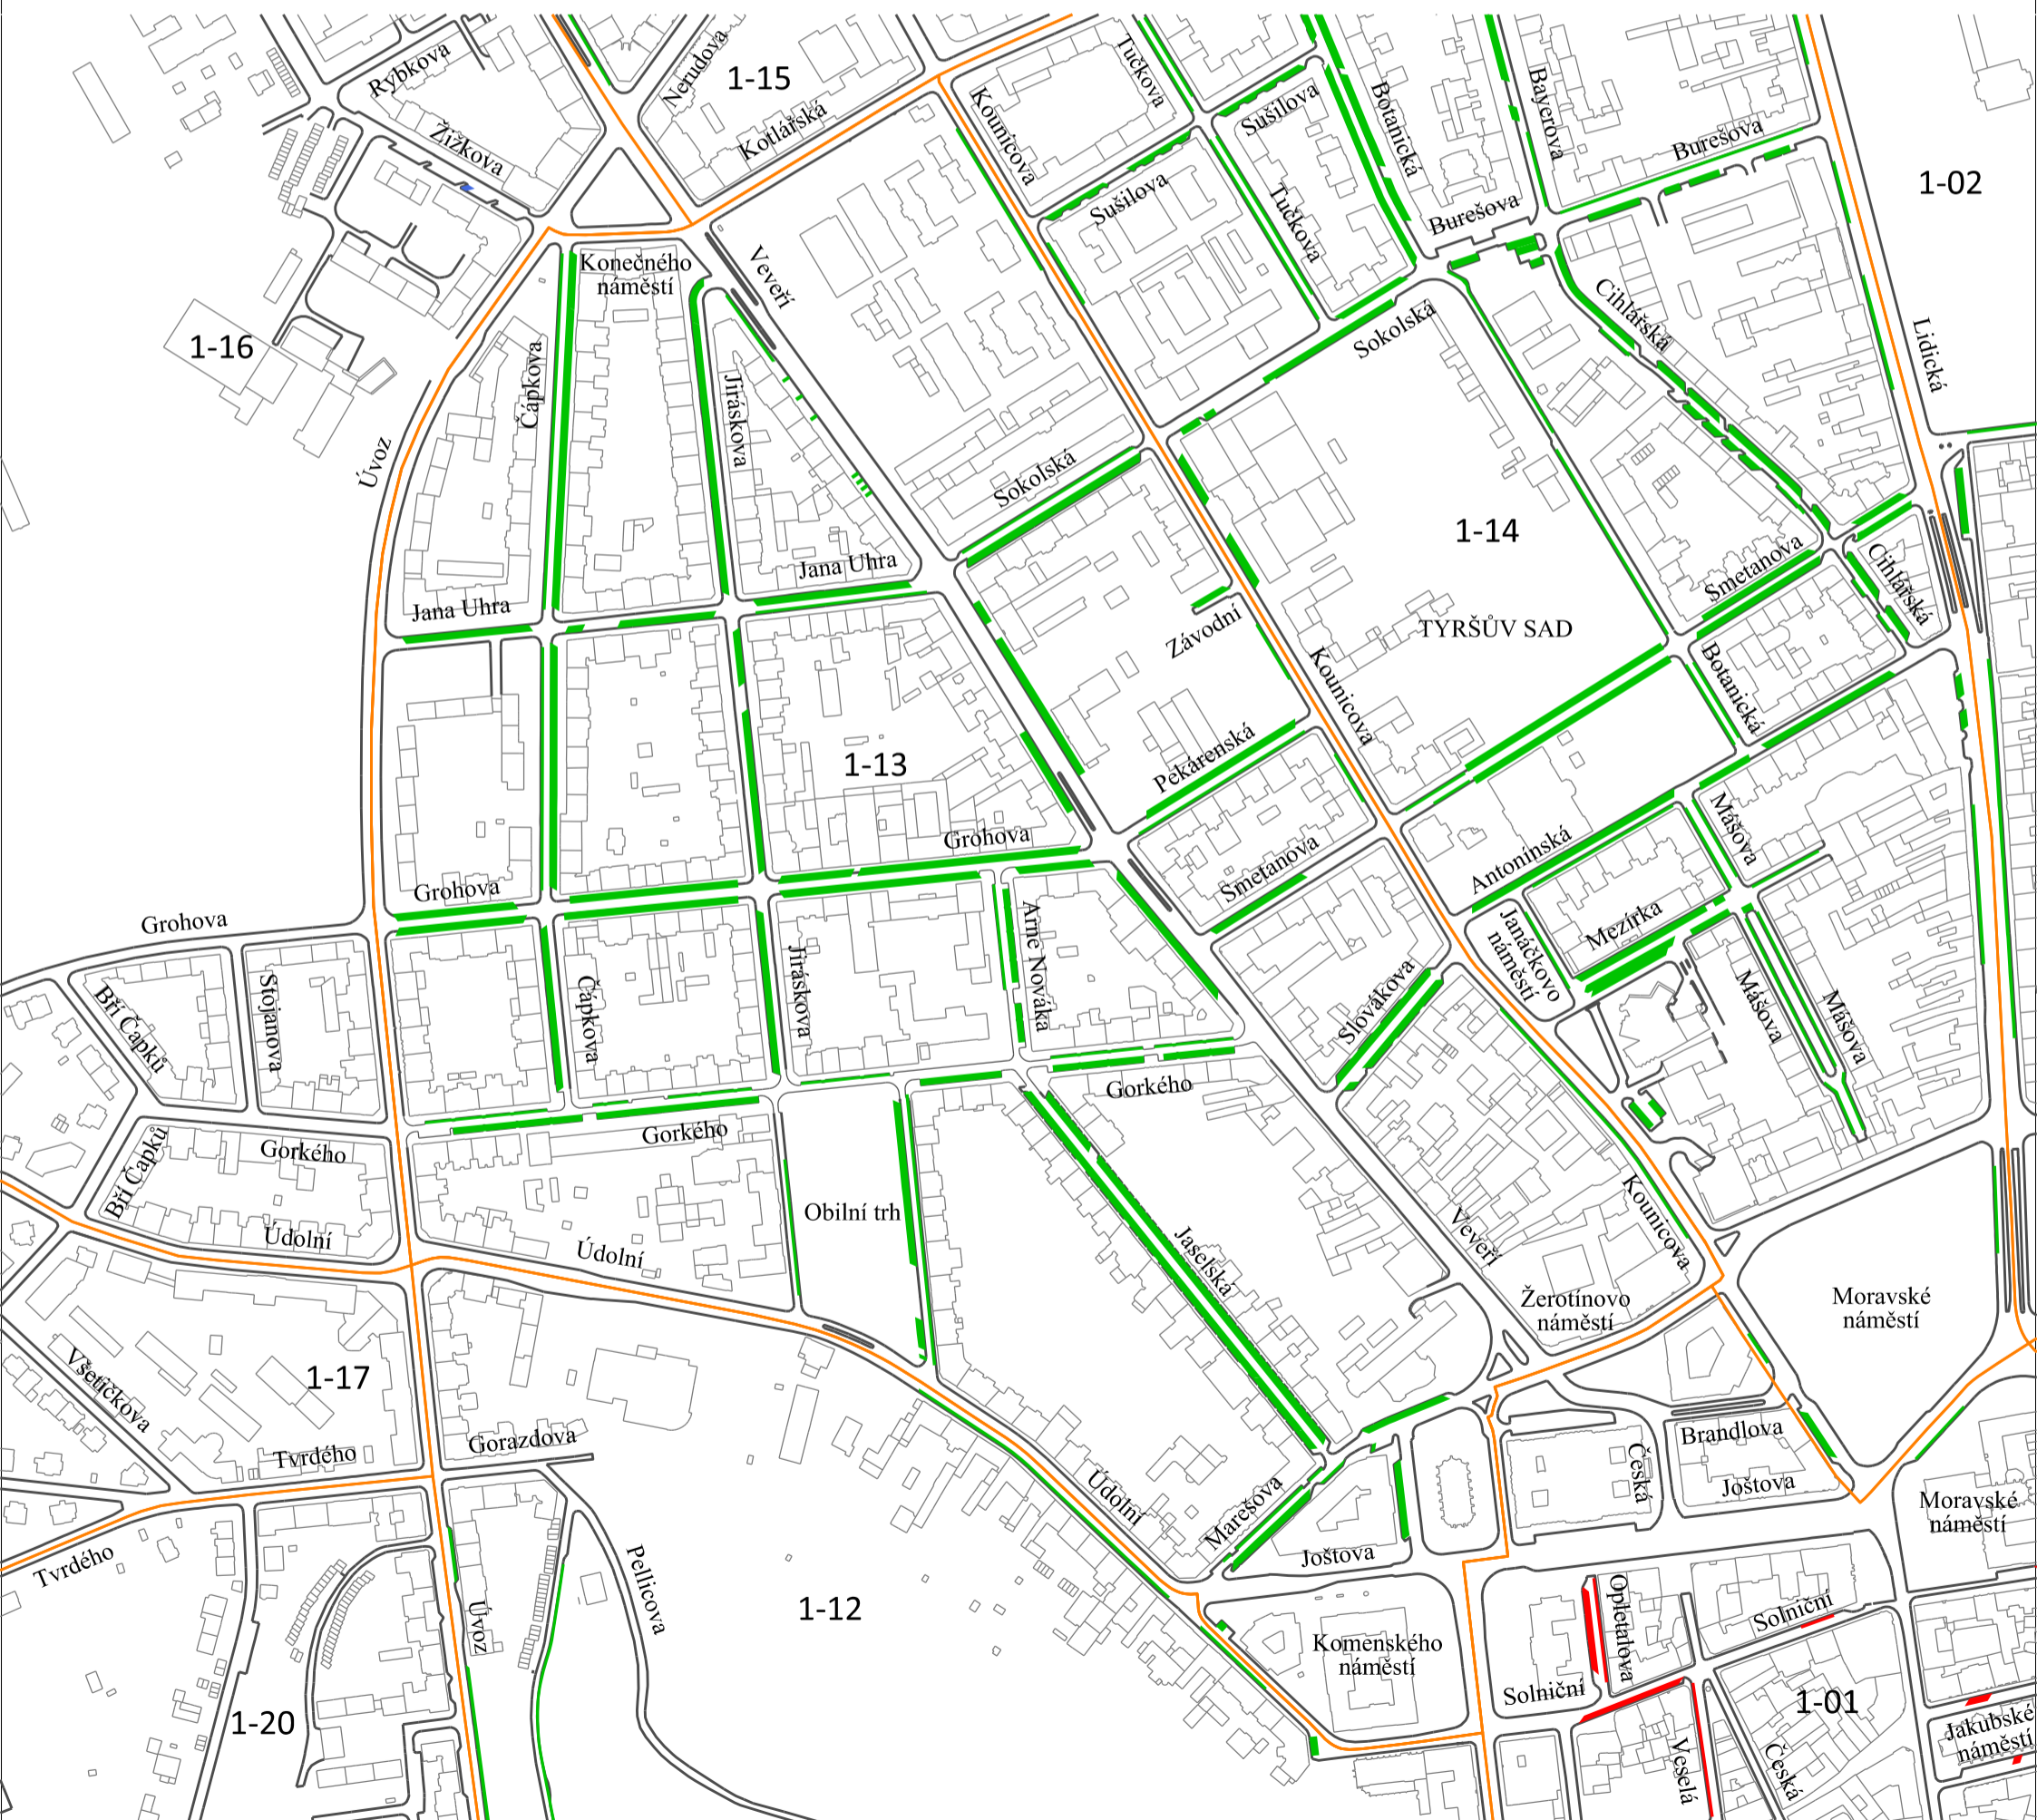 Rybkova
Nerudova
1-15
Kotlářská
Žižkova
Kounicova
Tučkova
Sušilova
Botanická
Bayerova
Burešova
1-02
Sušilova
Tučkova
Burešova
Konečného
náměstí
Veveří
Cihlářská
Lidická
Sokolská
1-16
Čápkova
Jiráskova
Úvoz
Sokolská
1-14
Jana Uhra
Jana Uhra
Smetanova
Cihlářská
Závodní
TYRŠŮV SAD
Kounicova
Botanická
Pekárenská
1-13
Mášova
Grohova
Antonínská
Smetanova
Grohova
Grohova
Arne Nováka
Mezírka
Janáčkovo
náměstí
Jiráskova
Stojanova
Bří Čapků
Čápkova
Slovákova
Mášova
Mášova
Gorkého
Gorkého
Gorkého
Bří Čapků
Obilní trh
Údolní
Údolní
Jaselská
Veveří
Kounicova
Žerotínovo
náměstí
Moravské
náměstí
1-17
Všetičkova
Gorazdova
Tvrdého
Brandlova
Česká
Joštova
Údolní
Marešova
Moravské
náměstí
Joštova
Tvrdého
Pellicova
Úvoz
1-12
Opletalova
Solniční
Komenského
náměstí
Solniční
1-01
1-20
Jakubské
náměstí
Veselá
Česká